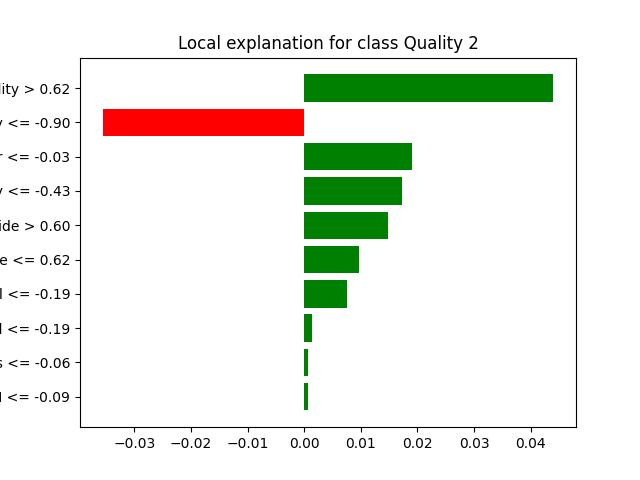 Local explanation for class Quality 2
lity > 0.62
y <= -0.90
r <= -0.03
y <= -0.43
ide > 0.60
e <= 0.62
l <= -0.19
<= -0.19
s <= -0.06
<= -0.09
−0.03 −0.02 −0.01 0.00 0.01 0.02 0.03 0.04